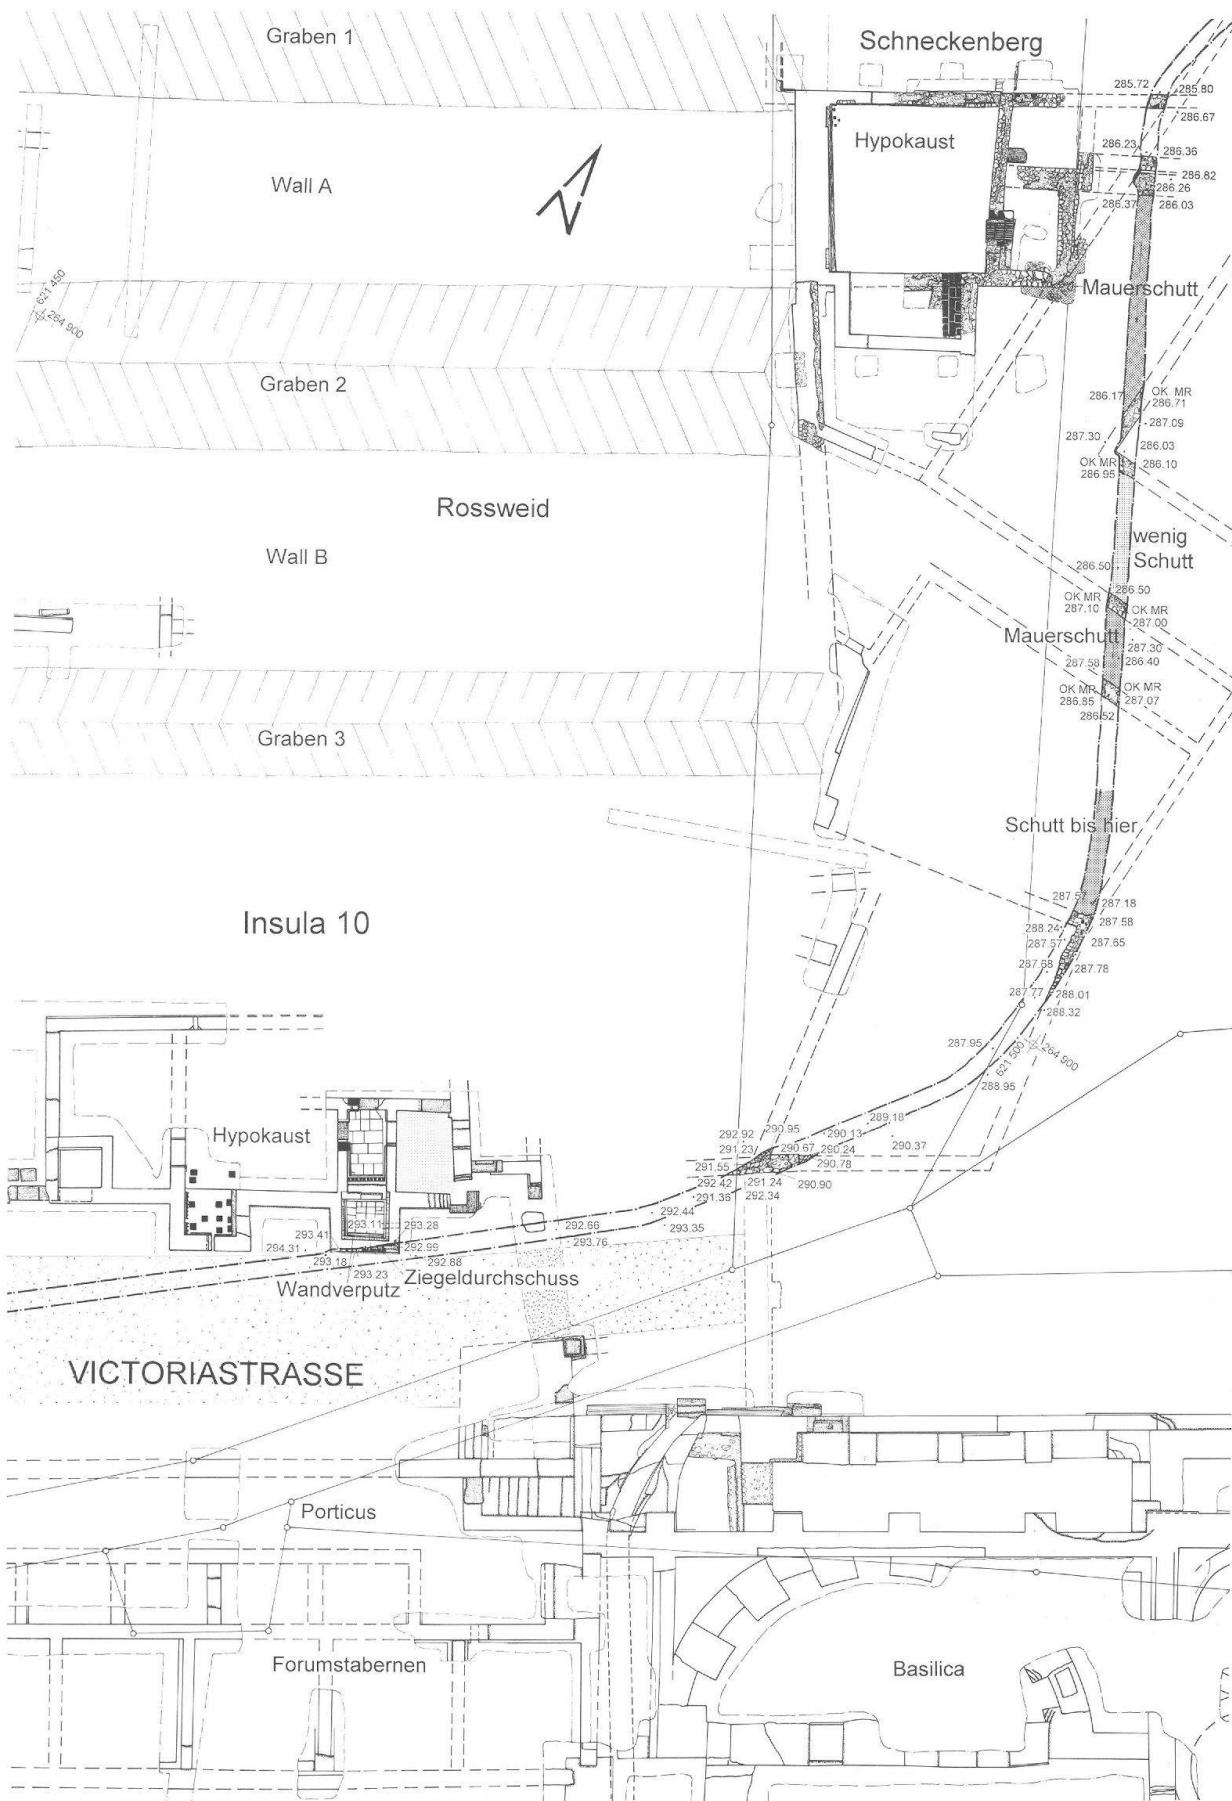 Graben 1
Schneckenberg
285.72
285.80
286.67
Hypokaust
286.23
286.36
Wall A
286.82
286.26
286.37
286.03
N
Mauerschutt
621 450
264 900
Graben 2
286.17
OK MR
286.71
287.09
287.30
286.03
OK MR
286.95
286.10
Rossweid
wenig
Schutt
Wall B
286.50
286.50
OK MR
287.10
OK MR
287.00
Mauerschutt
287.30
287.58
286.40
OK MR
286.85
OK MR
287.07
286.52
Graben 3
Schutt bis hier
287.57
287.18
Insula 10
288.24
287.58
287.57
287.65
287.68
287.78
287.77
288.01
288.32
287.95
621 500
264 900
288.95
289.18
Hypokaust
292.92
290.95
290.13
291.23
290.67
290.24
290.37
291.55
290.78
292.42
291.24
290.90
291.36
292.34
293.11
293.28
292.44
293.41
292.66
293.35
294.31
292.99
293.76
293.18
292.88
293.23
Ziegeldurchschuss
Wandverputz
VICTORIASTRASSE
Porticus
Forumstabernen
Basilica